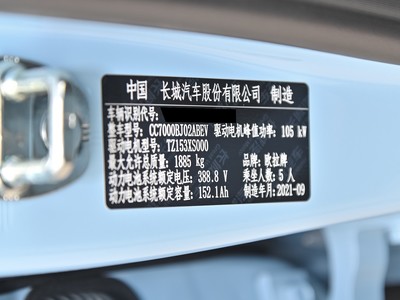 中国 长城汽车股份有限公司 制造
车辆识别代号:
整车型号: CC7000BJ02ABEV 驱动电机峰值功率: 105 kW
驱动电机型号: TZ153XS000
最大允许总质量: 1885 kg 品牌: 欧拉牌
动力电池系统额定电压: 388.8 V 乘坐人数: 5 人
动力电池系统额定容量: 152.1Ah 制造年月: 2021-09